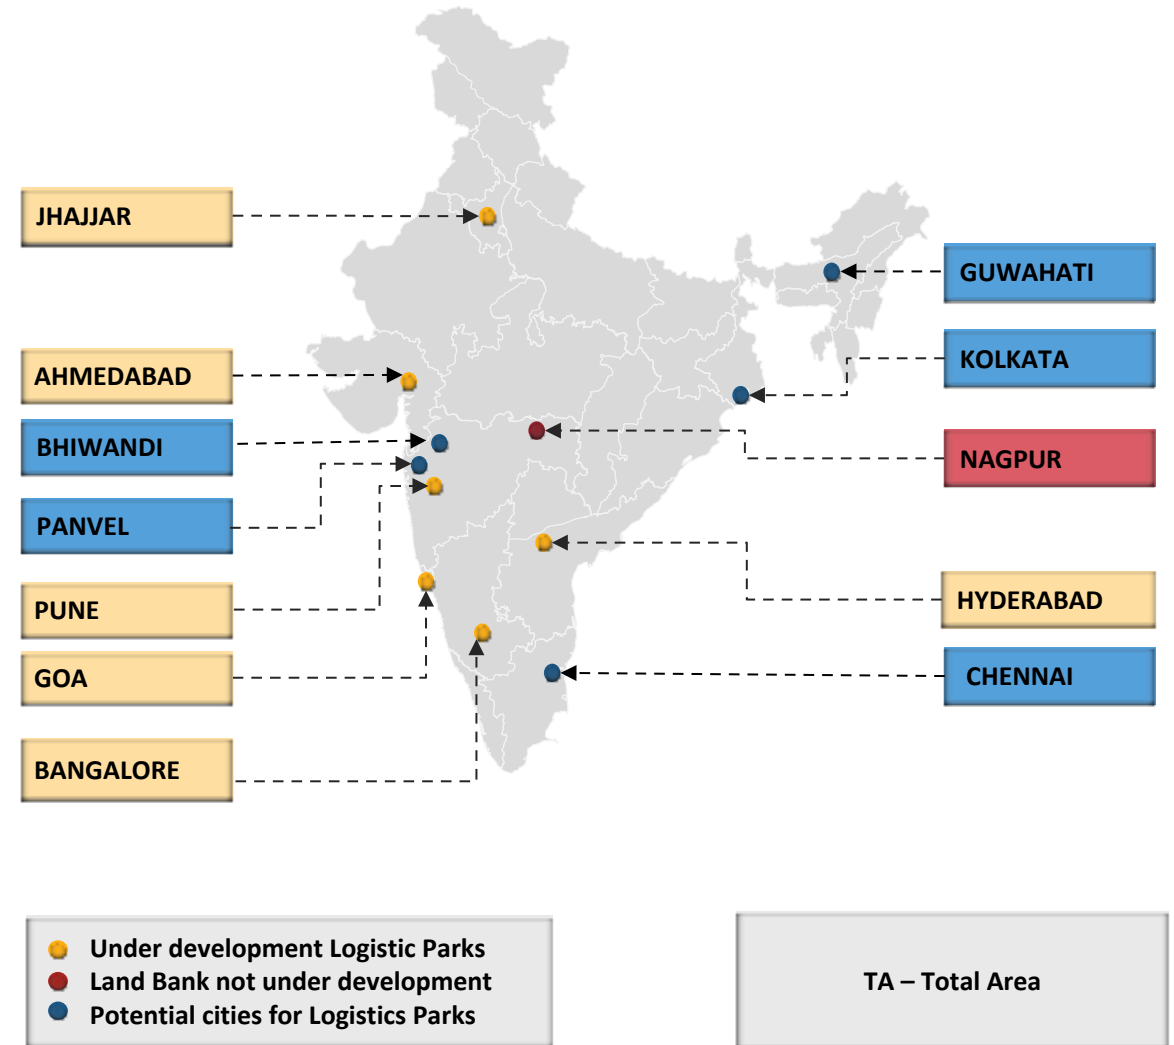 JHAJJAR
AHMEDABAD
BHIWANDI
PANVEL
PUNE
GOA
BANGALORE
GUWAHATI
KOLKATA
NAGPUR
HYDERABAD
CHENNAI
Under development Logistic Parks
Land Bank not under development
Potential cities for Logistics Parks
TA – Total Area